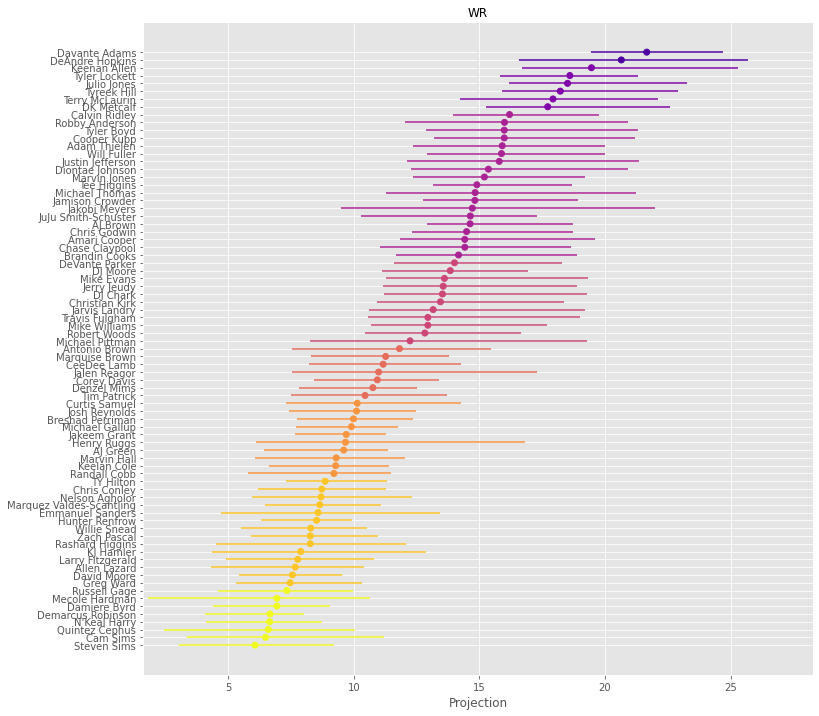 WR
Davante Adams
DeAndre Hopkins
Keenan Allen
Tyler Lockett
Julio Jones
Tyreek Hill
Terry McLaurin
DK Metcalf
Calvin Ridley
Robby Anderson
Tyler Boyd
Cooper Kupp
Adam Thielen
Will Fuller
Justin Jefferson
Diontae Johnson
Marvin Jones
Tee Higgins
Michael Thomas
Jamison Crowder
Jakobi Meyers
JuJu Smith-Schuster
AJ Brown
Chris Godwin
Amari Cooper
Chase Claypool
Brandin Cooks
DeVante Parker
DJ Moore
Mike Evans
Jerry Jeudy
DJ Chark
Christian Kirk
Jarvis Landry
Travis Fulgham
Mike Williams
Robert Woods
Michael Pittman
Antonio Brown
Marquise Brown
CeeDee Lamb
Jalen Reagor
Corey Davis
Denzel Mims
Tim Patrick
Curtis Samuel
Josh Reynolds
Breshad Perriman
Michael Gallup
Jakeem Grant
Henry Ruggs
AJ Green
Marvin Hall
Keelan Cole
Randall Cobb
TY Hilton
Chris Conley
Nelson Agholor
Marquez Valdes-Scantling
Emmanuel Sanders
Hunter Renfrow
Willie Snead
Zach Pascal
Rashard Higgins
KJ Hamler
Larry Fitzgerald
Allen Lazard
David Moore
Greg Ward
Russell Gage
Mecole Hardman
Damiere Byrd
Demarcus Robinson
N'Keal Harry
Quintez Cephus
Cam Sims
Steven Sims
5 10 15 20 25
Projection